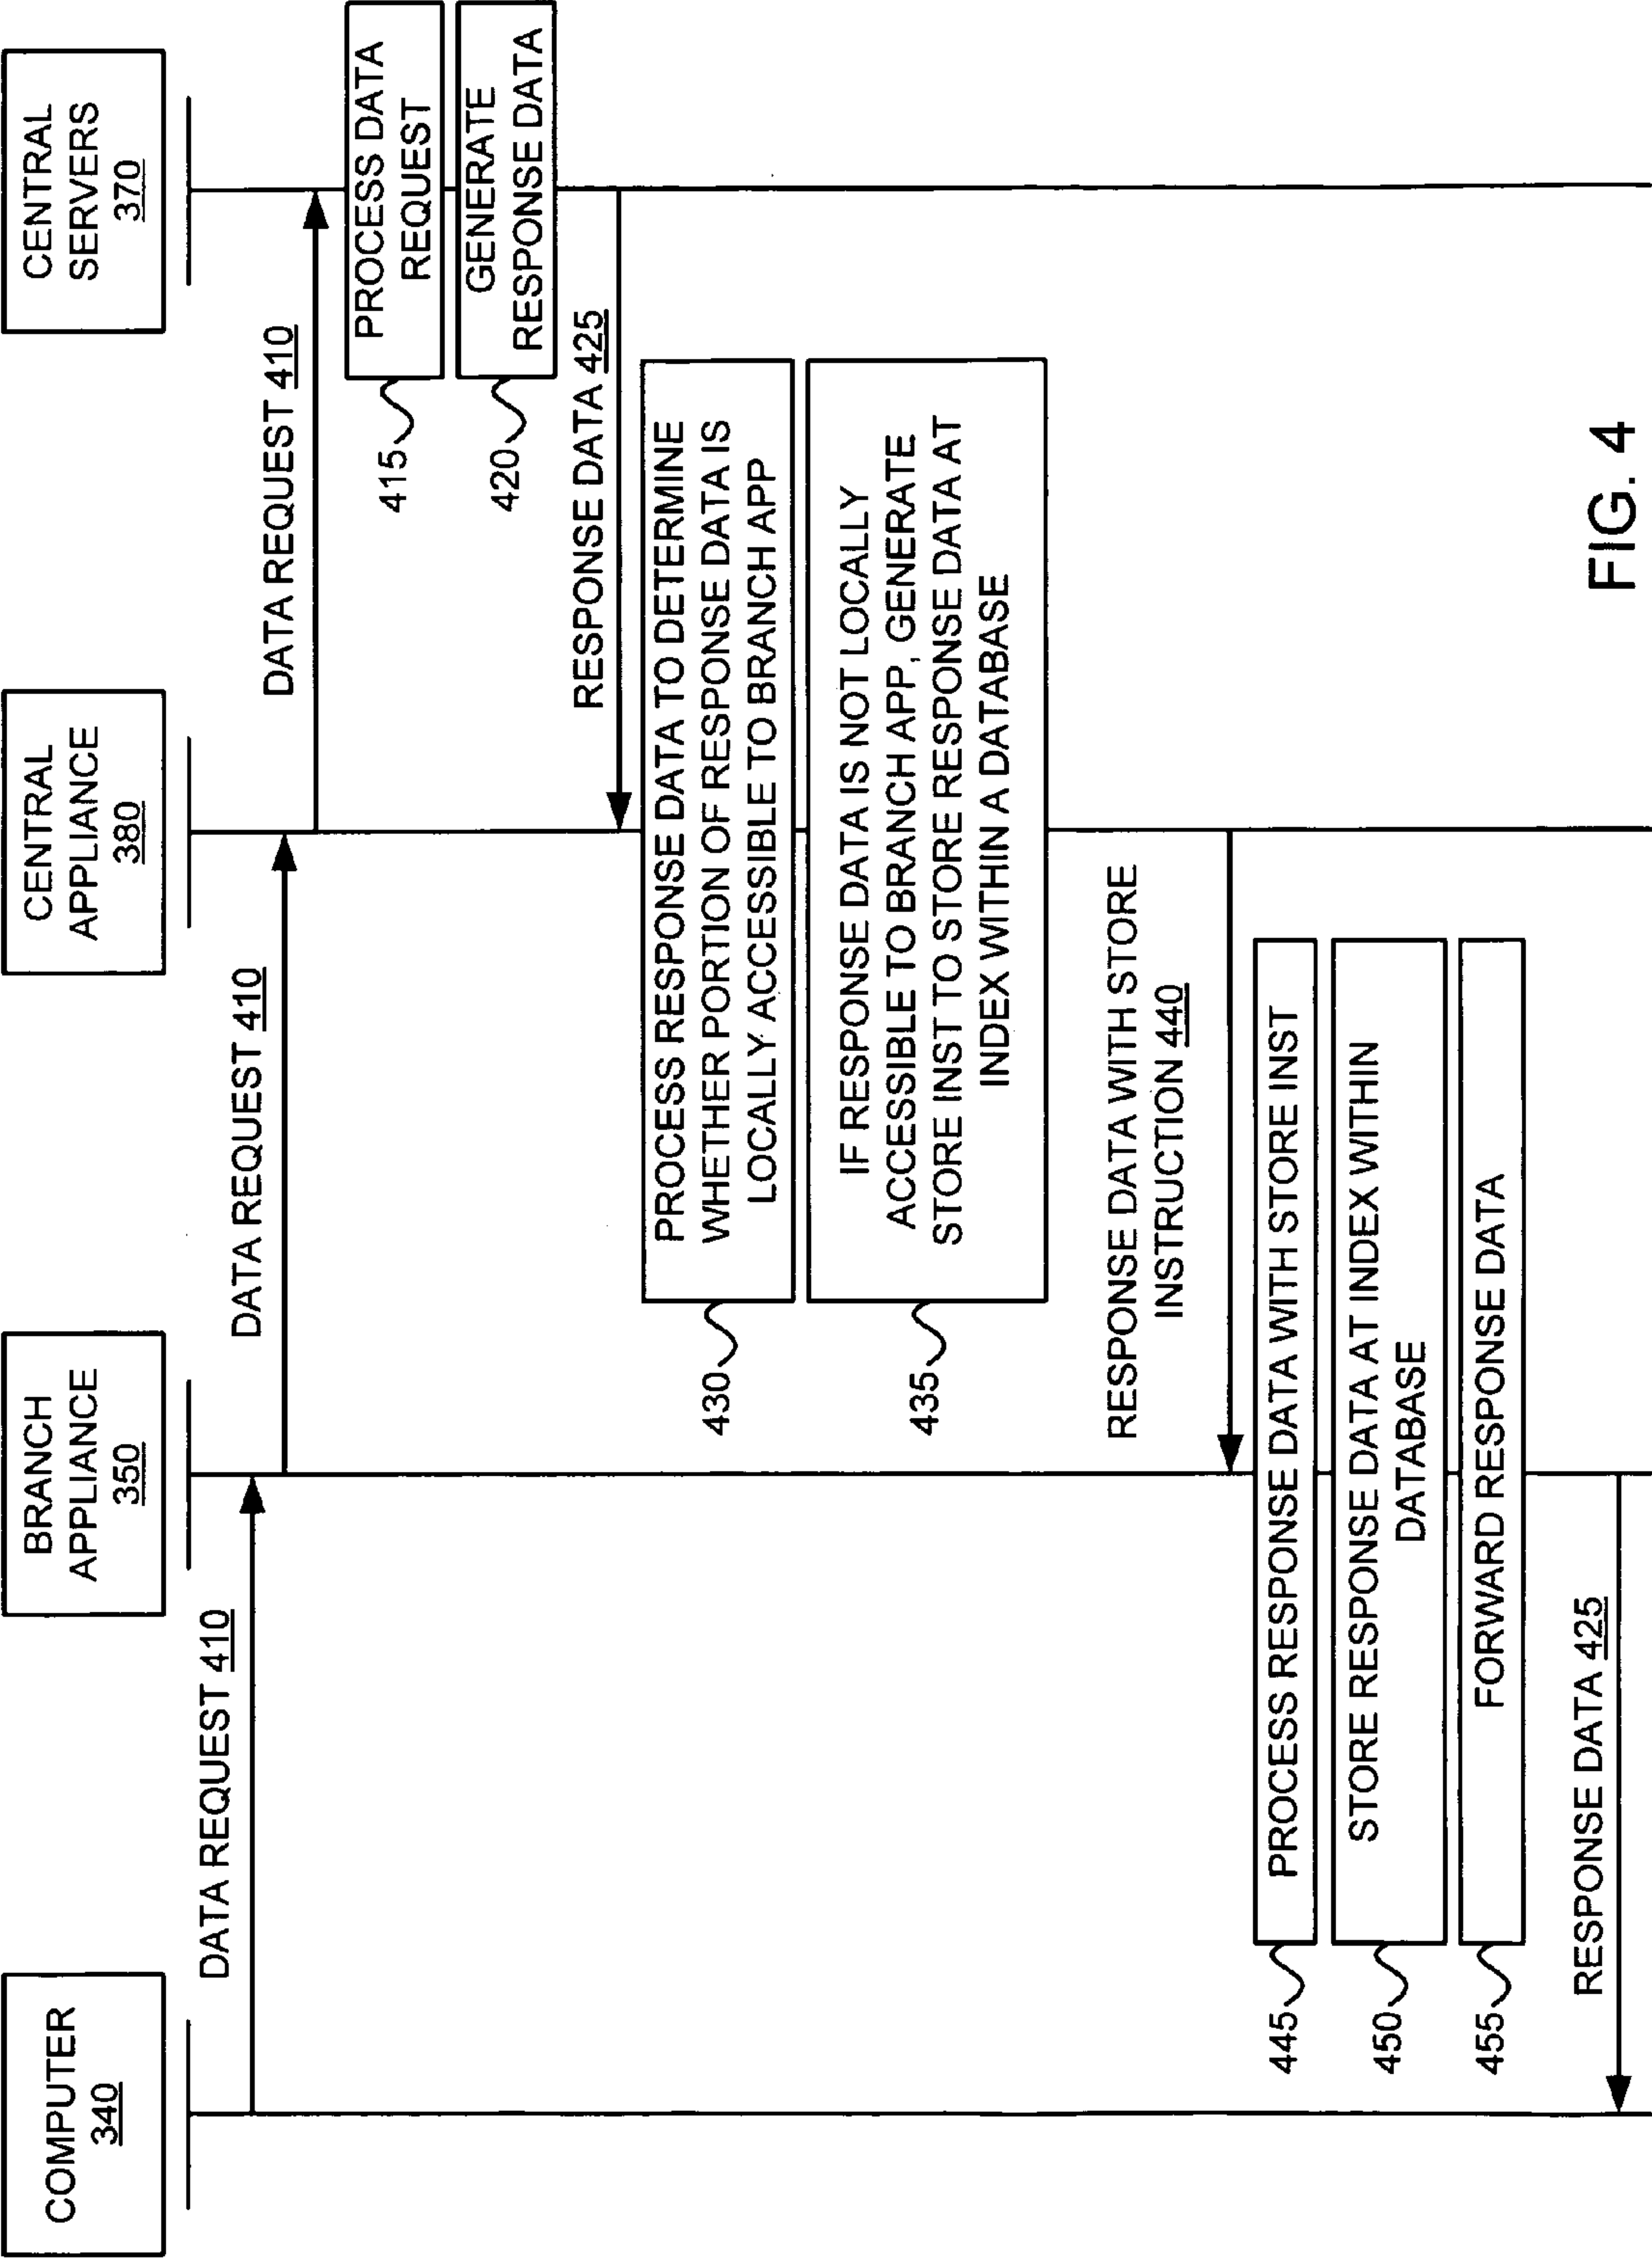 COMPUTER
340
BRANCH
APPLIANCE
350
CENTRAL
APPLIANCE
380
CENTRAL
SERVERS
370
DATA REQUEST 410
DATA REQUEST 410
DATA REQUEST 410
415
PROCESS DATA
REQUEST
420
GENERATE
RESPONSE DATA
RESPONSE DATA 425
430
PROCESS RESPONSE DATA TO DETERMINE
WHETHER PORTION OF RESPONSE DATA IS
LOCALLY ACCESSIBLE TO BRANCH APP
435
IF RESPONSE DATA IS NOT LOCALLY
ACCESSIBLE TO BRANCH APP, GENERATE
STORE INST TO STORE RESPONSE DATA AT
INDEX WITHIN A DATABASE
RESPONSE DATA WITH STORE
INSTRUCTION 440
445
PROCESS RESPONSE DATA WITH STORE INST
450
STORE RESPONSE DATA AT INDEX WITHIN
DATABASE
455
FORWARD RESPONSE DATA
RESPONSE DATA 425
FIG. 4